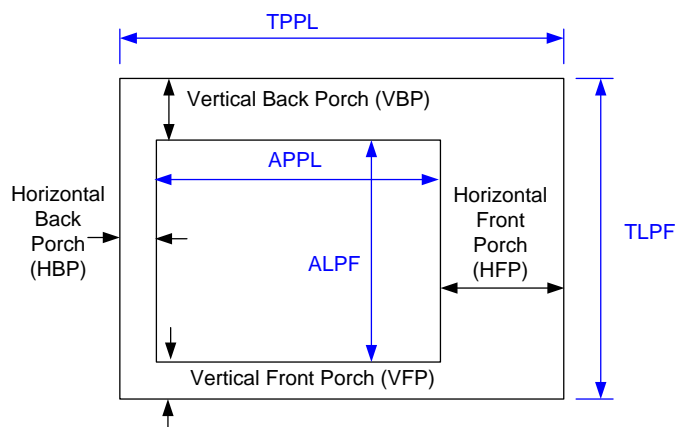 TPPL
Vertical Back Porch (VBP)
APPL
Horizontal
Back
Porch
(HBP)
Horizontal
Front
Porch
(HFP)
TLPF
ALPF
Vertical Front Porch (VFP)